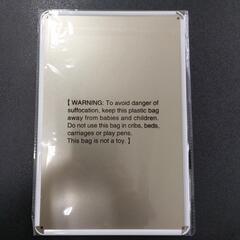 [ WARNING: To avoid danger of
suffocation, keep this plastic bag
away from babies and children.
Do not use this bag in cribs, beds,
carriages or play pens.
This bag is not a toy. ]